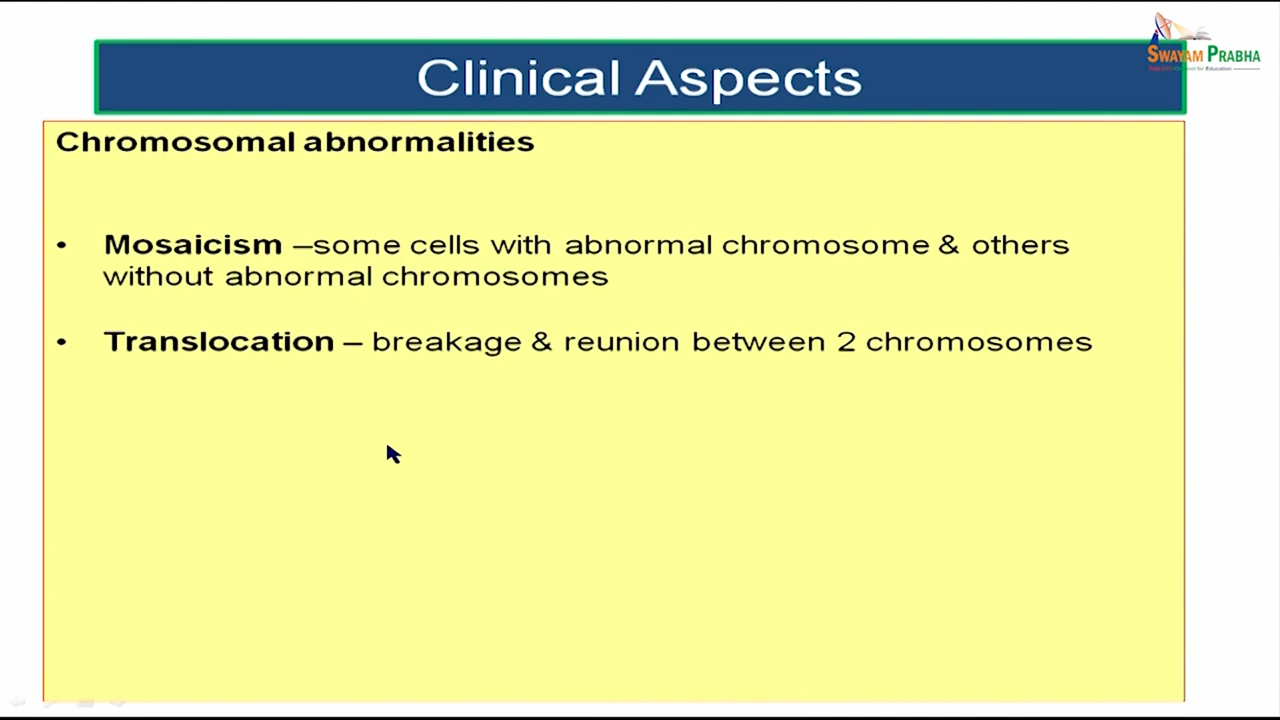 SWAYAM PRABHA
Clinical Aspects
Chromosomal abnormalities
• Mosaicism –some cells with abnormal chromosome & others
without abnormal chromosomes
• Translocation – breakage & reunion between 2 chromosomes